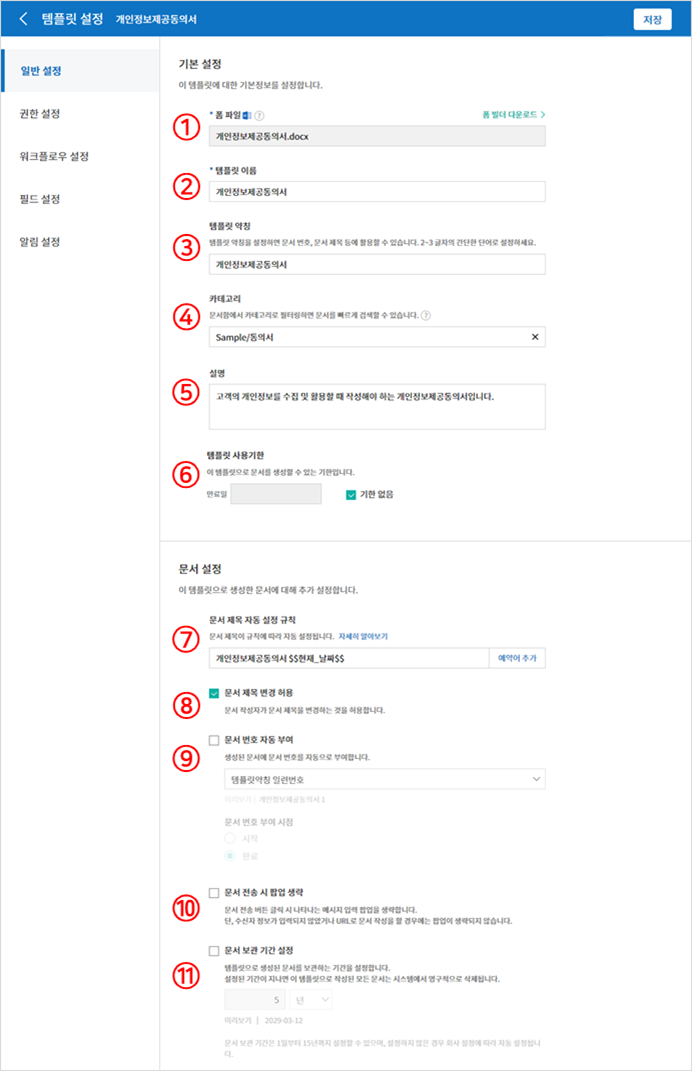 템플릿 설정 개인정보제공동의서 저장
일반 설정
권한 설정
워크플로우 설정
필드 설정
알림 설정
기본 설정
이 템플릿에 대한 기본정보를 설정합니다.
① * 폼 파일 ? 폼 빌더 다운로드 >
개인정보제공동의서.docx
② * 템플릿 이름
개인정보제공동의서
③ 템플릿 약칭
템플릿 약칭을 설정하면 문서 번호, 문서 제목 등에 활용할 수 있습니다. 2~3 글자의 간단한 단어로 설정하세요.
개인정보제공동의서
④ 카테고리
문서함에서 카테고리로 필터링하면 문서를 빠르게 검색할 수 있습니다. ?
Sample/동의서 ✕
⑤ 설명
고객의 개인정보를 수집 및 활용할 때 작성해야 하는 개인정보제공동의서입니다.
⑥ 템플릿 사용기한
이 템플릿으로 문서를 생성할 수 있는 기한입니다.
만료일 기한 없음
문서 설정
이 템플릿으로 생성한 문서에 대해 추가 설정합니다.
⑦ 문서 제목 자동 설정 규칙
문서 제목이 규칙에 따라 자동 설정됩니다. 자세히 알아보기
개인정보제공동의서 $$현재_날짜$$ 예약어 추가
⑧ 문서 제목 변경 허용
문서 작성자가 문서 제목을 변경하는 것을 허용합니다.
⑨ 문서 번호 자동 부여
생성된 문서에 문서 번호를 자동으로 부여합니다.
템플릿약칭 일련번호
미리보기 | 개인정보제공동의서 1
문서 번호 부여 시점
시작
완료
⑩ 문서 전송 시 팝업 생략
문서 전송 버튼 클릭 시 나타나는 메시지 입력 팝업을 생략합니다.
단, 수신자 정보가 입력되지 않았거나 URL로 문서 작성을 할 경우에는 팝업이 생략되지 않습니다.
⑪ 문서 보관 기간 설정
템플릿으로 생성된 문서를 보관하는 기간을 설정합니다.
설정된 기간이 지나면 이 템플릿으로 작성된 모든 문서는 시스템에서 영구적으로 삭제됩니다.
5 년
미리보기 | 2029-03-12
문서 보관 기간은 1일부터 15년까지 설정할 수 있으며, 설정하지 않은 경우 회사 설정에 따라 자동 설정됩니
다.